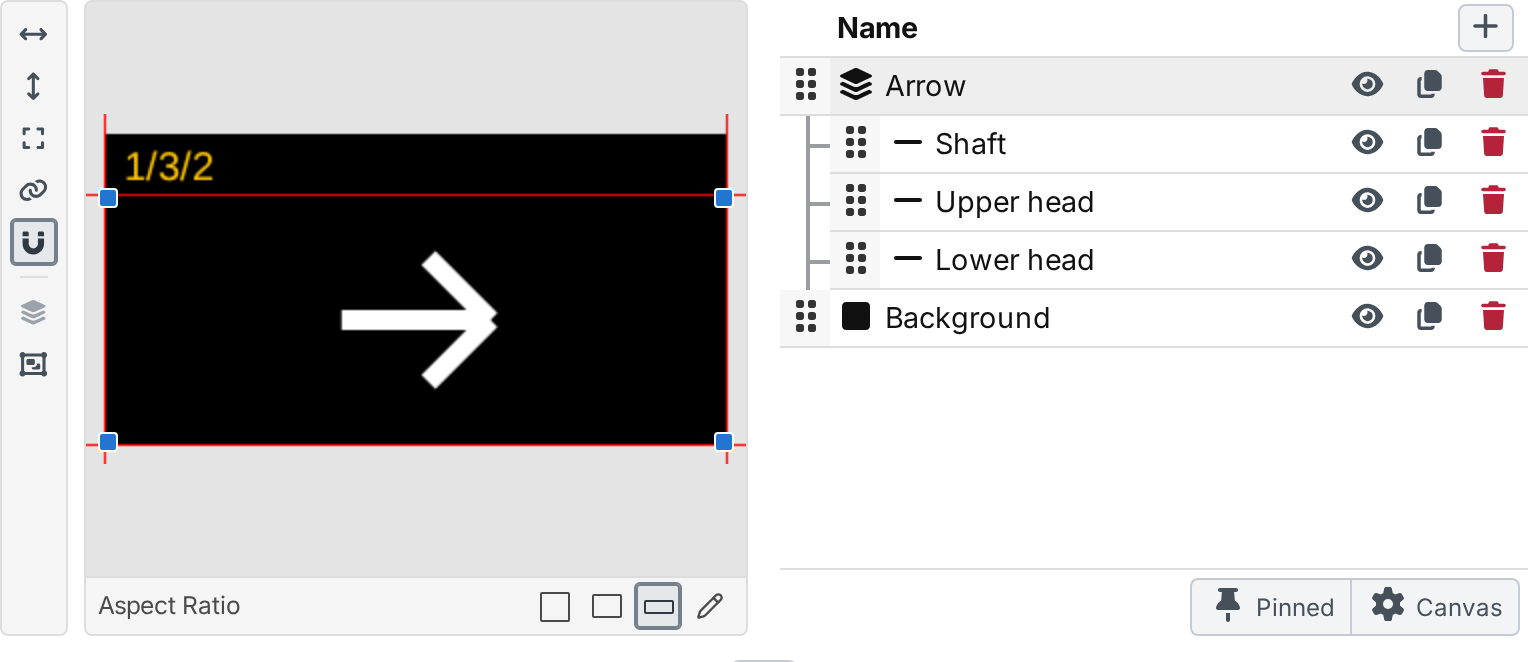 Name
Arrow
1/3/2
Shaft
Upper head
Lower head
Background
Aspect Ratio
Pinned
Canvas